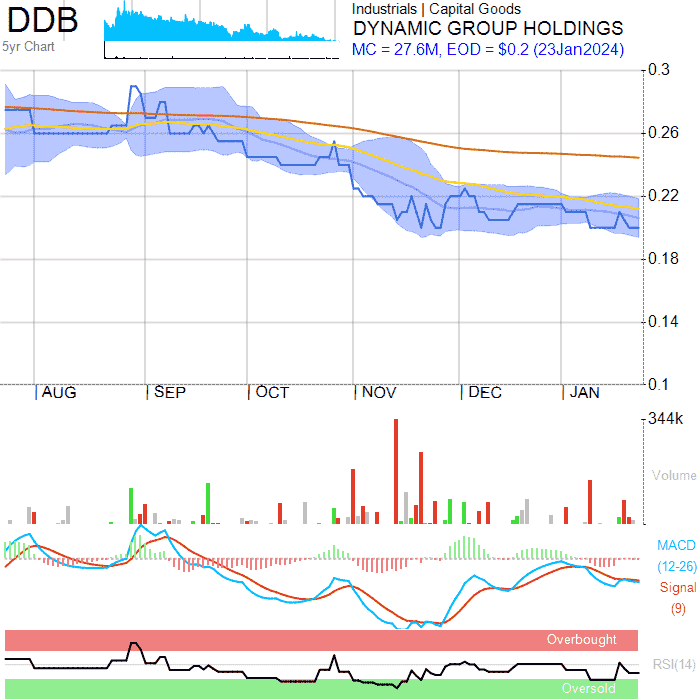 DDB
5yr Chart
Industrials | Capital Goods
DYNAMIC GROUP HOLDINGS
MC = 27.6M, EOD = $0.2 (23Jan2024)
0.3
0.26
0.22
0.18
0.14
0.1
AUG SEP OCT NOV DEC JAN
344k
Volume
MACD
(12-26)
Signal
(9)
Overbought
RSI(14)
Oversold